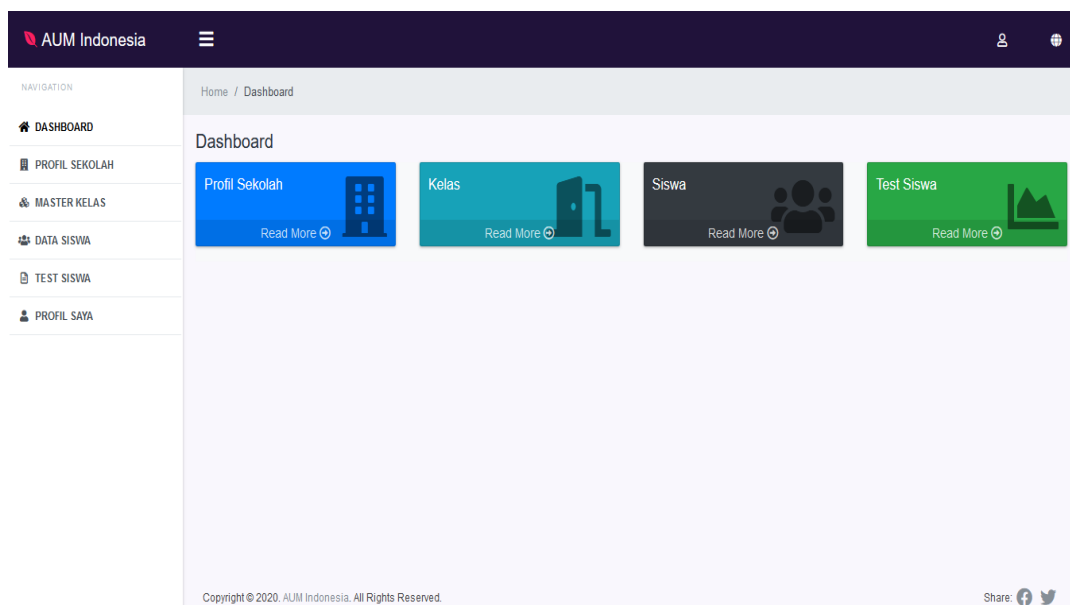 AUM Indonesia
NAVIGATION
DASHBOARD
PROFIL SEKOLAH
MASTER KELAS
DATA SISWA
TEST SISWA
PROFIL SAYA
Home / Dashboard
Dashboard
Profil Sekolah
Read More
Kelas
Read More
Siswa
Read More
Test Siswa
Read More
Copyright © 2020. AUM Indonesia. All Rights Reserved.
Share: